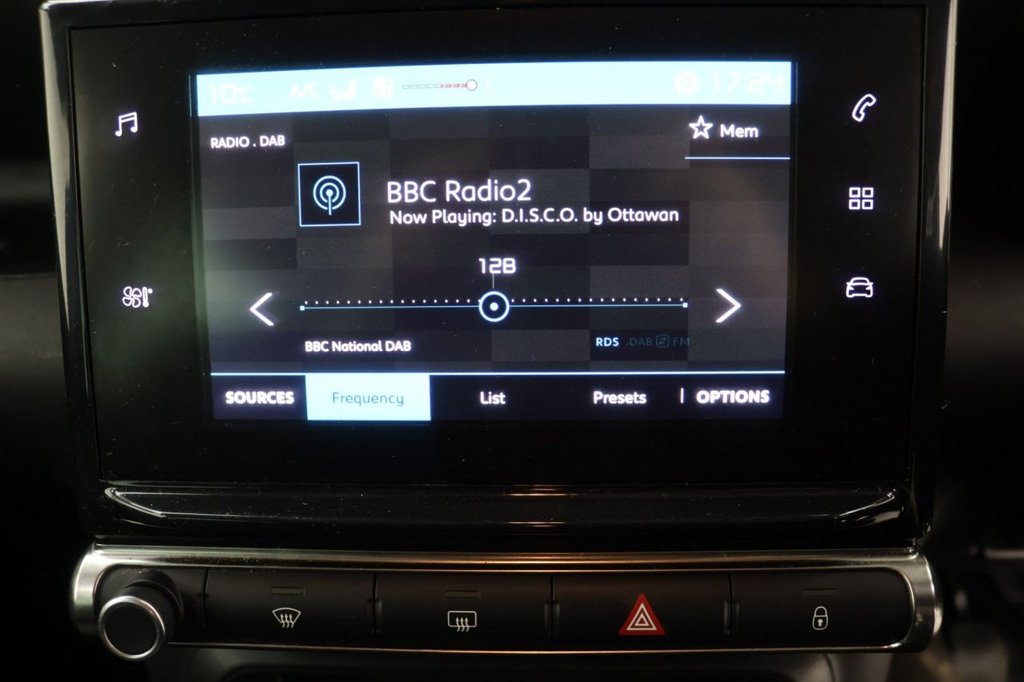 10c A/C 17:24
RADIO . DAB
Mem
BBC Radio2
Now Playing: D.I.S.C.O. by Ottawan
12B
BBC National DAB
RDS DAB FM
SOURCES Frequency List Presets OPTIONS